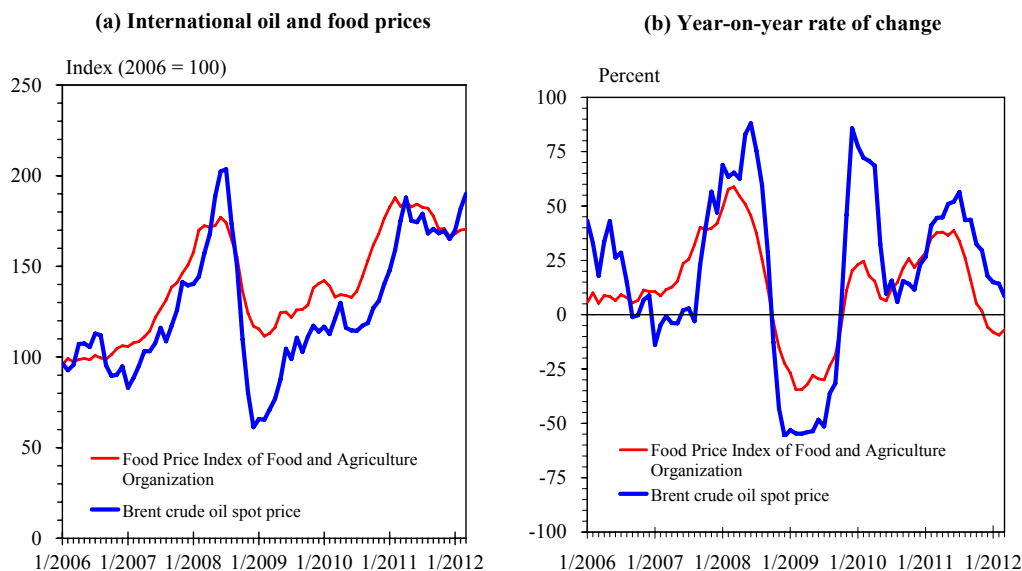 (a) International oil and food prices
Index (2006 = 100)
250
200
150
100
50
0
Food Price Index of Food and Agriculture
Organization
Brent crude oil spot price
1/2006 1/2007 1/2008 1/2009 1/2010 1/2011 1/2012
(b) Year-on-year rate of change
Percent
100
75
50
25
0
-25
-50
-75
-100
Food Price Index of Food and Agriculture
Organization
Brent crude oil spot price
1/2006 1/2007 1/2008 1/2009 1/2010 1/2011 1/2012